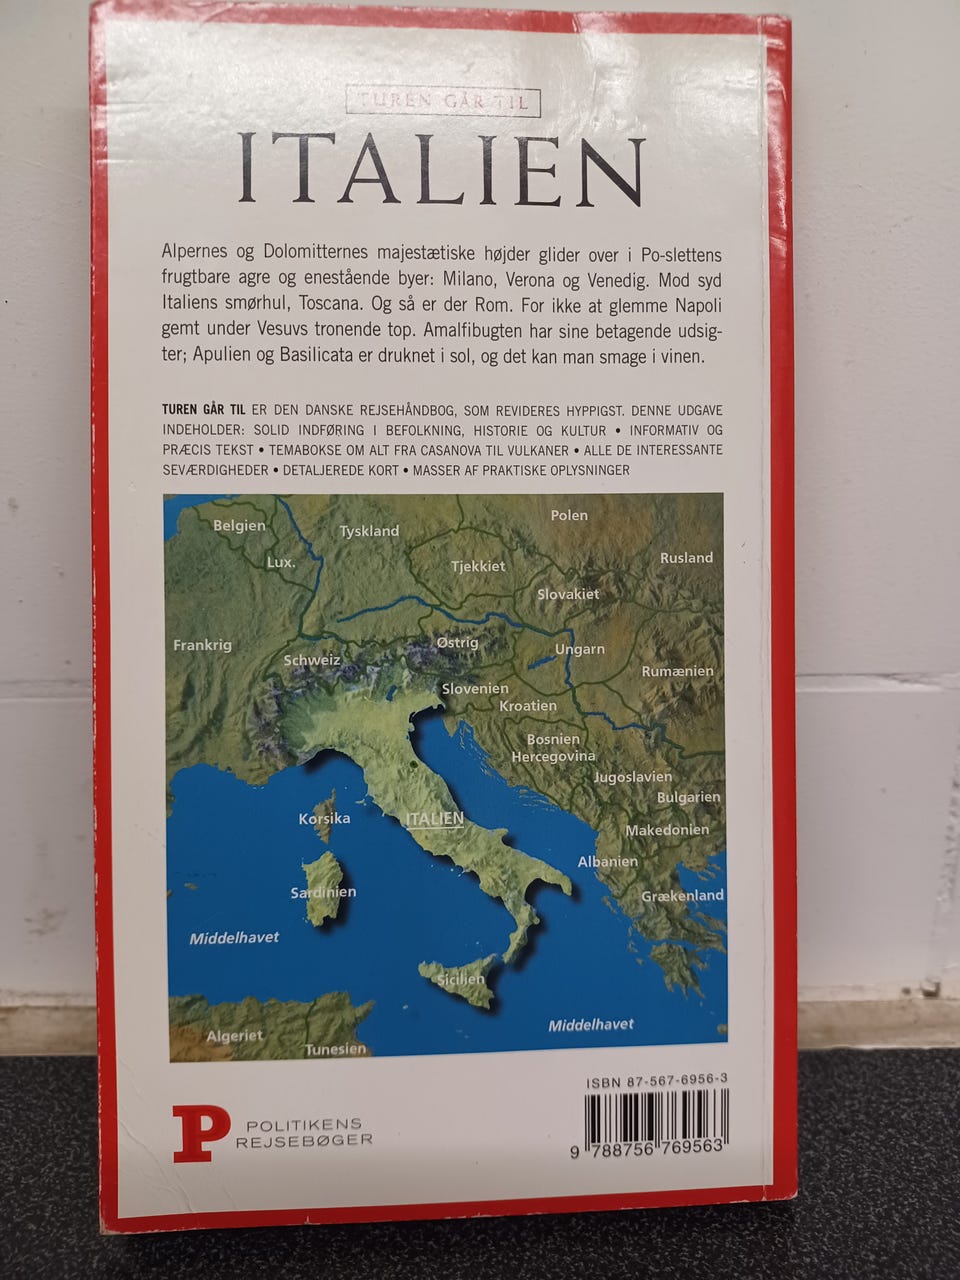 TUREN GÅR TIL
ITALIEN
Alpernes og Dolomitternes majestætiske højder glider over i Po-slettens
frugtbare agre og enestående byer: Milano, Verona og Venedig. Mod syd
Italiens smørhul, Toscana. Og så er der Rom. For ikke at glemme Napoli
gemt under Vesuvs tronende top. Amalfibugten har sine betagende udsig-
ter; Apulien og Basilicata er druknet i sol, og det kan man smage i vinen.
TUREN GÅR TIL ER DEN DANSKE REJSEHÅNDBOG, SOM REVIDERES HYPPIGST. DENNE UDGAVE
INDEHOLDER: SOLID INDFØRING I BEFOLKNING, HISTORIE OG KULTUR • INFORMATIV OG
PRÆCIS TEKST • TEMABOKSE OM ALT FRA CASANOVA TIL VULKANER • ALLE DE INTERESSANTE
SEVÆRDIGHEDER • DETALJEREDE KORT • MASSER AF PRAKTISKE OPLYSNINGER
Polen
Belgien
Tyskland
Rusland
Lux.
Tjekkiet
Slovakiet
Frankrig
Østrig
Ungarn
Schweiz
Rumænien
Slovenien
Kroatien
Bosnien
Hercegovina
Jugoslavien
Bulgarien
Korsika
ITALIEN
Makedonien
Albanien
Sardinien
Grækenland
Middelhavet
Sicilien
Middelhavet
Algeriet
Tunesien
ISBN 87-567-6956-3
P
POLITIKENS
REJSEBØGER
9 788756 769563